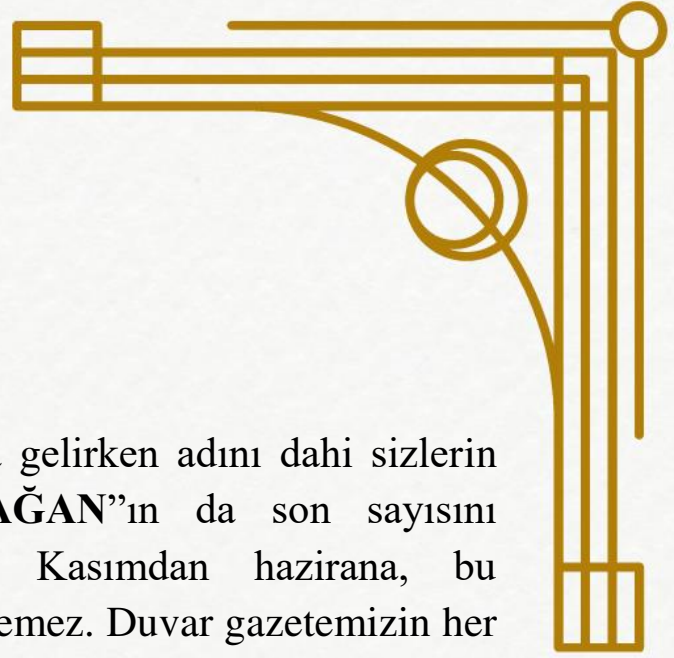 gelirken adını dahi sizlerin
AĞAN”ın da son sayısını
Kasımdan hazirana, bu
emez. Duvar gazetemizin her